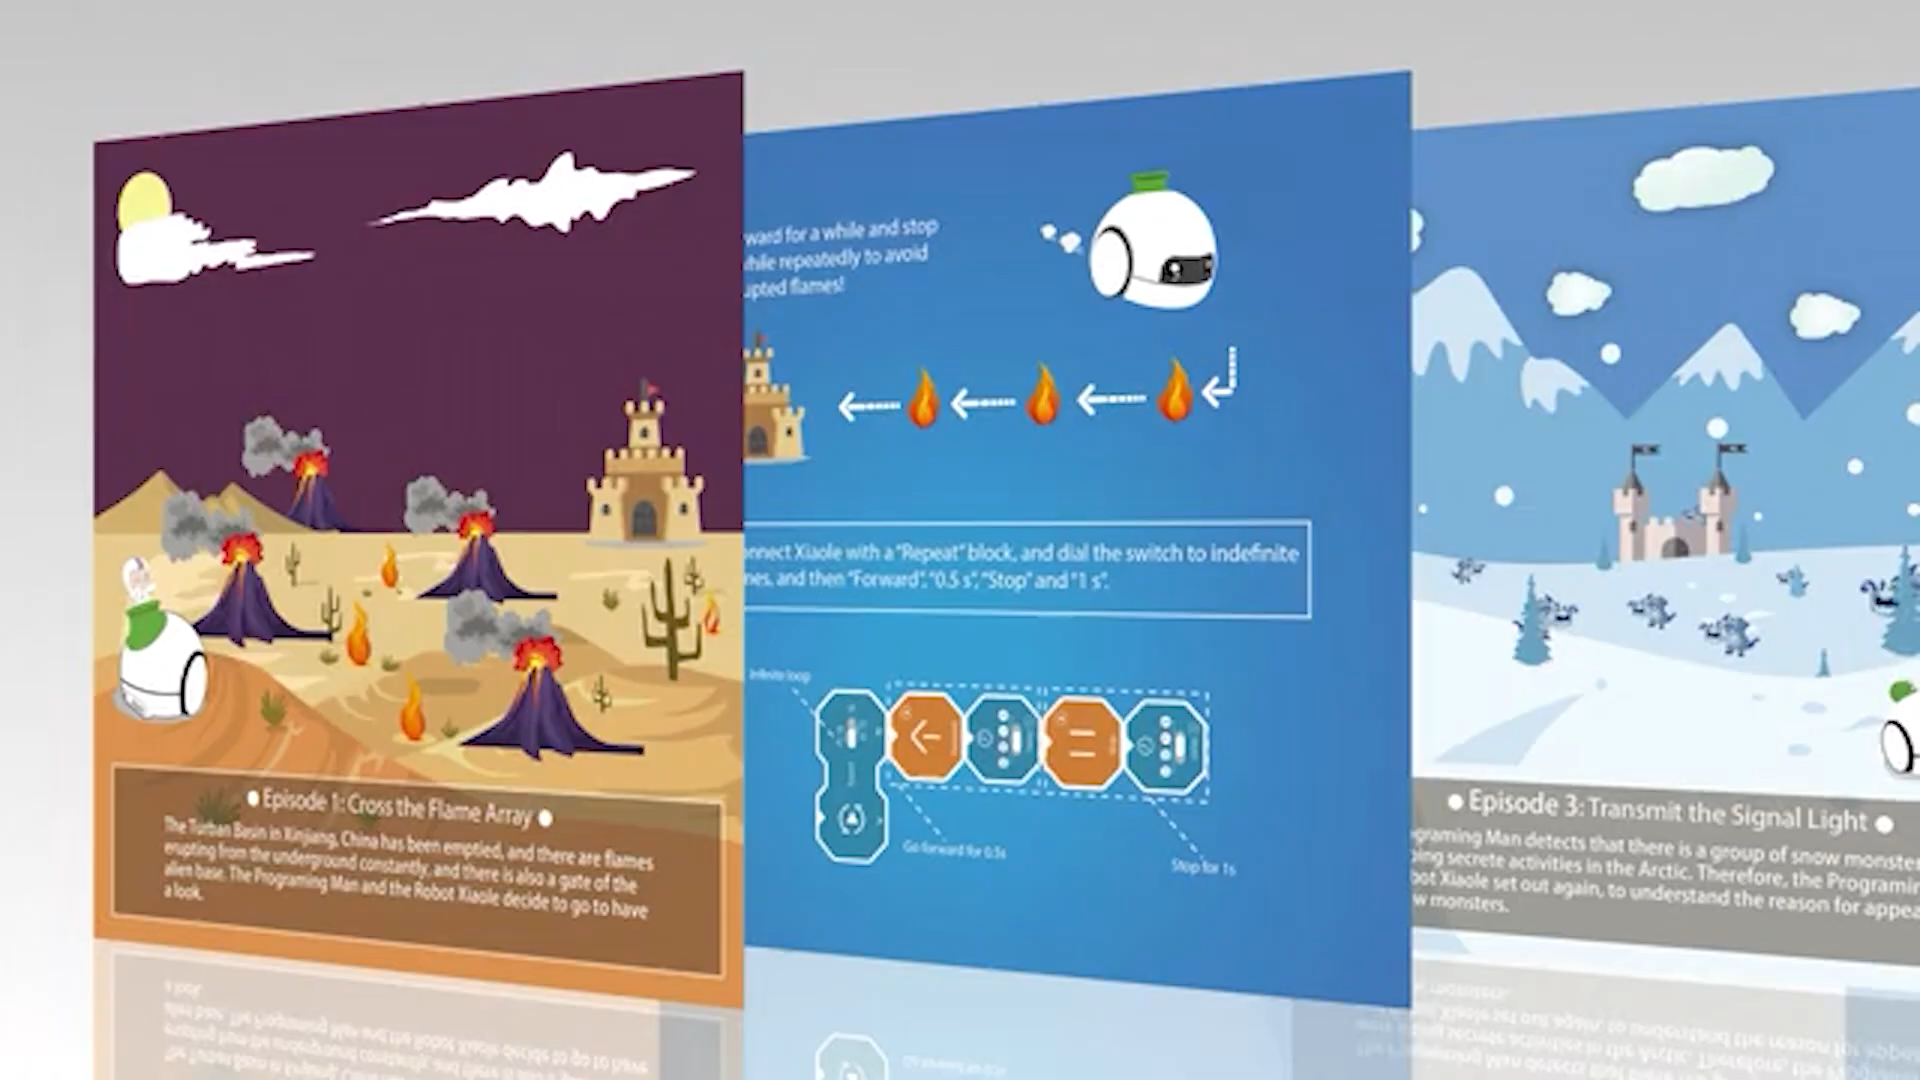 Episode 1: Cross the Flame Array
The Turban Basin in Xinjiang, China has been emptied, and there are flames
erupting from the underground constantly, and there is also a gate of the
alien base. The Programing Man and the Robot Xiaole decide to go to have
a look.
ward for a while and stop
hile repeatedly to avoid
upted flames!
onnect Xiaole with a "Repeat" block, and dial the switch to indefinite
mes, and then "Forward", "0.5 s", "Stop" and "1 s".
Infinite loop
Go forward for 0.5s
Stop for 1s
Episode 3: Transmit the Signal Light
ograming Man detects that there is a group of snow monster
oing secrete activities in the Arctic. Therefore, the Programin
bot Xiaole set out again, to understand the reason for appea
w monsters.